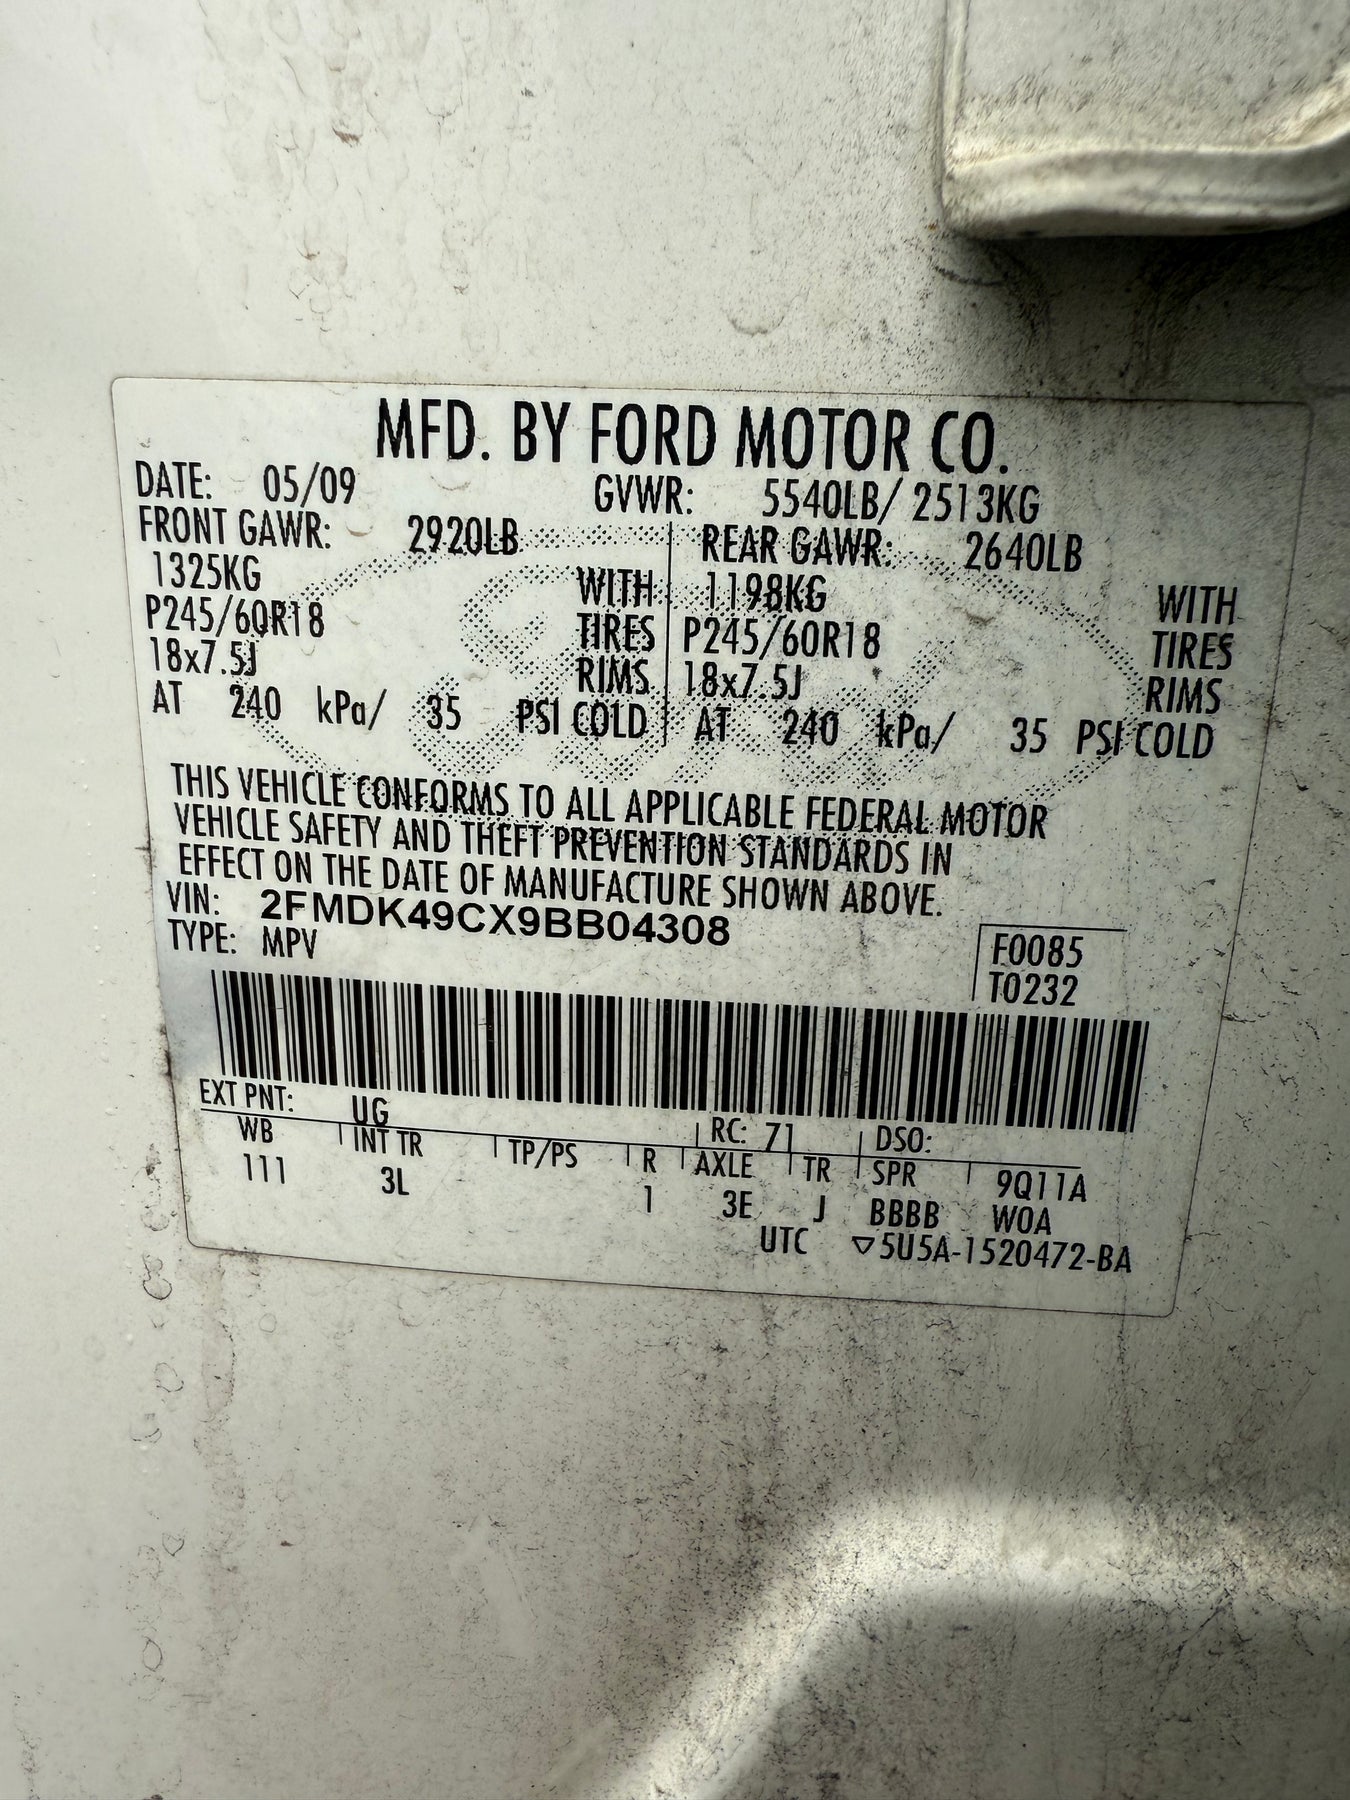 MFD. BY FORD MOTOR CO.
DATE: 05/09 GVWR: 5540LB/ 2513KG
FRONT GAWR: 2920LB REAR GAWR: 2640LB
1325KG WITH 1198KG WITH
P245/60R18 TIRES P245/60R18 TIRES
18x7.5J RIMS 18x7.5J RIMS
AT 240 kPa/ 35 PSI COLD AT 240 kPa/ 35 PSI COLD
THIS VEHICLE CONFORMS TO ALL APPLICABLE FEDERAL MOTOR
VEHICLE SAFETY AND THEFT PREVENTION STANDARDS IN
EFFECT ON THE DATE OF MANUFACTURE SHOWN ABOVE.
VIN: 2FMDK49CX9BB04308
TYPE: MPV F0085
T0232
EXT PNT: UG RC: 71 DSO:
WB INT TR TP/PS R AXLE TR SPR 9Q11A
111 3L 1 3E J BBBB WOA
UTC ▽5U5A-1520472-BA